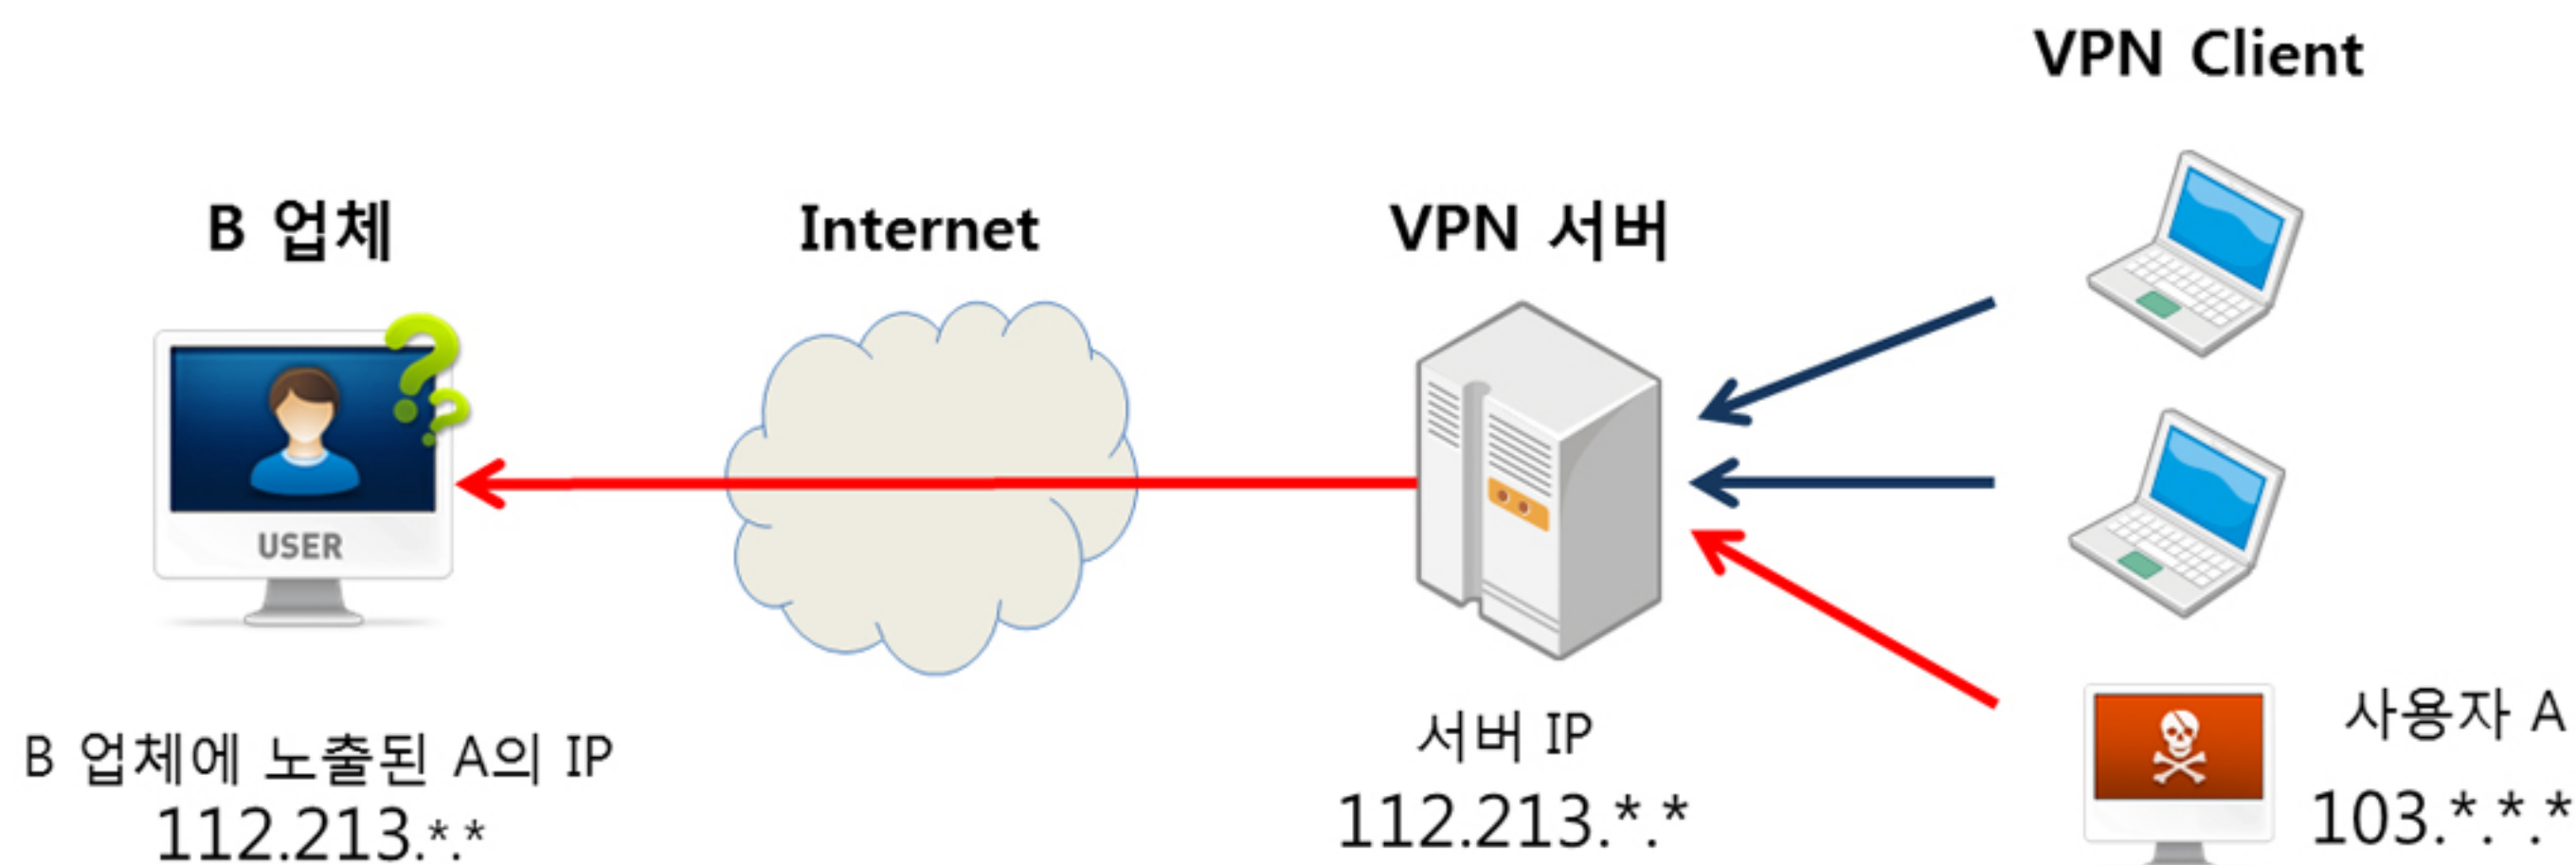 VPN Client
B 업체
Internet
VPN 서버
USER
B 업체에 노출된 A의 IP
112.213.*.*
서버 IP
112.213.*.*
사용자 A
103.*.*.*